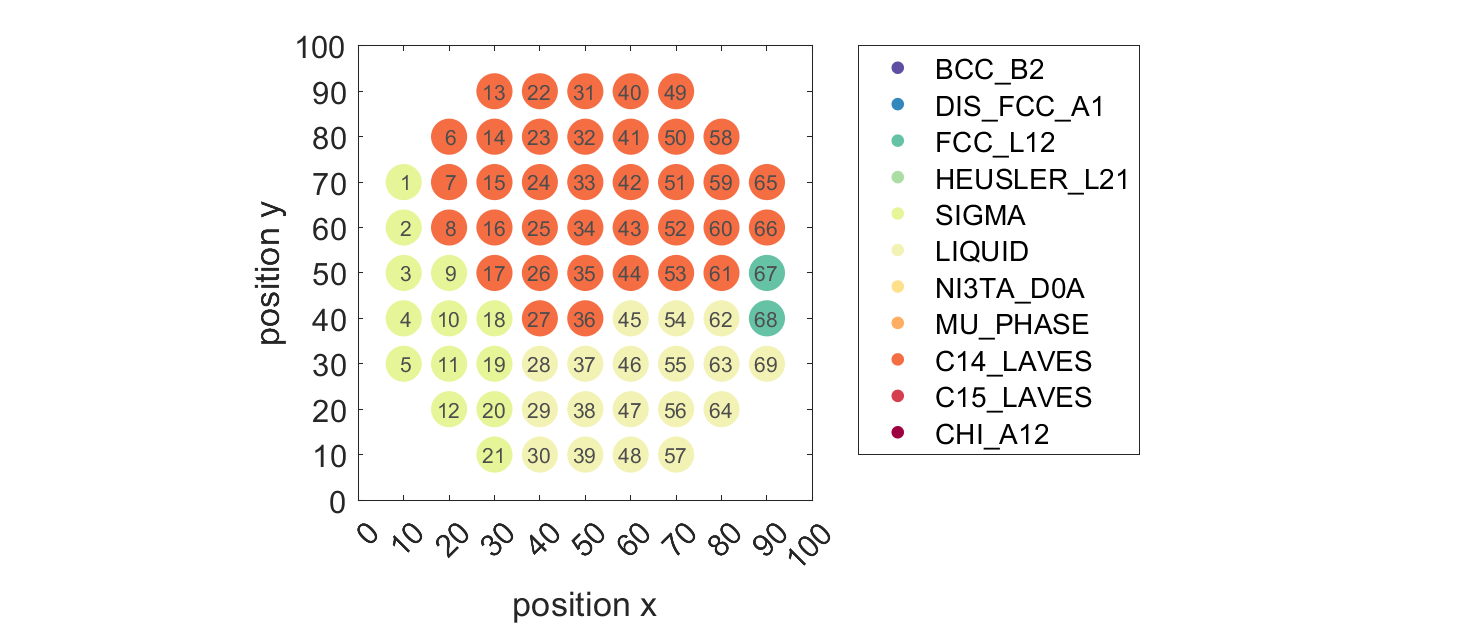 100
90 13 22 31 40 49
80 6 14 23 32 41 50 58
70 1 7 15 24 33 42 51 59 65
60 2 8 16 25 34 43 52 60 66
50 3 9 17 26 35 44 53 61 67
40 4 10 18 27 36 45 54 62 68
30 5 11 19 28 37 46 55 63 69
20 12 20 29 38 47 56 64
10 21 30 39 48 57
0
position y
0 10 20 30 40 50 60 70 80 90 100
position x
BCC_B2
DIS_FCC_A1
FCC_L12
HEUSLER_L21
SIGMA
LIQUID
NI3TA_D0A
MU_PHASE
C14_LAVES
C15_LAVES
CHI_A12